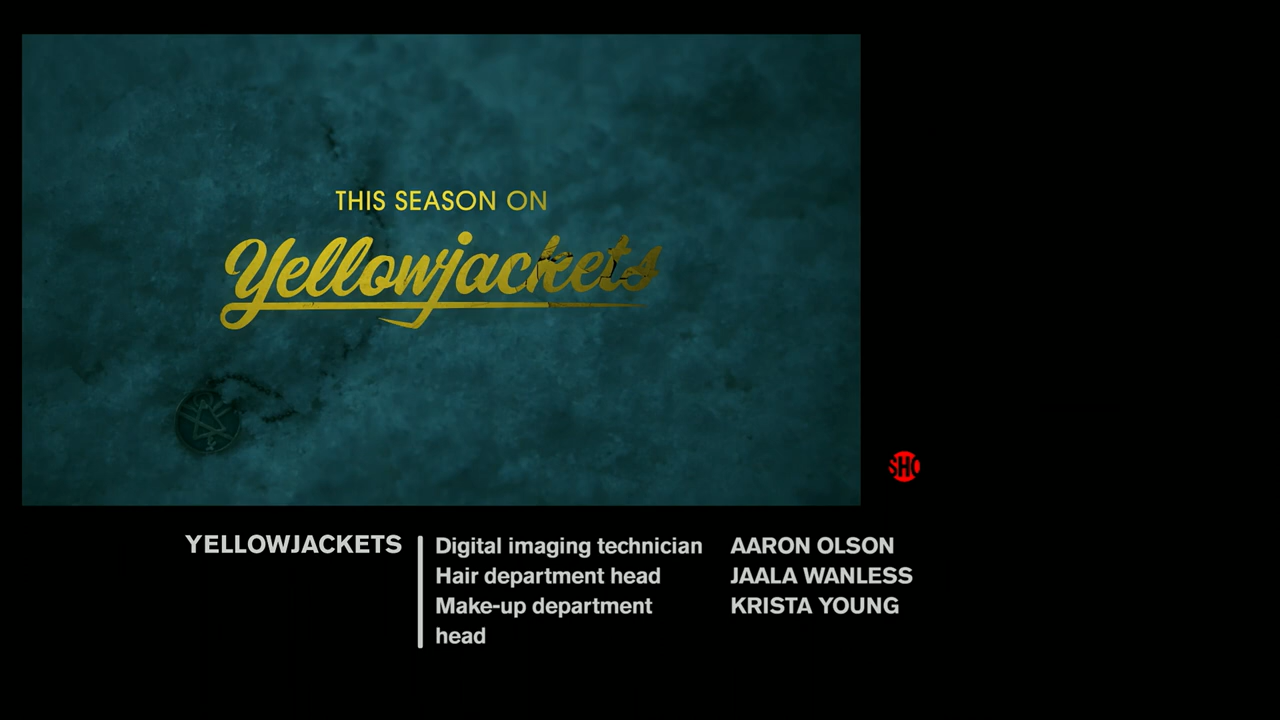 THIS SEASON ON
Yellowjackets
SHO
YELLOWJACKETS
Digital imaging technician AARON OLSON
Hair department head JAALA WANLESS
Make-up department KRISTA YOUNG
head